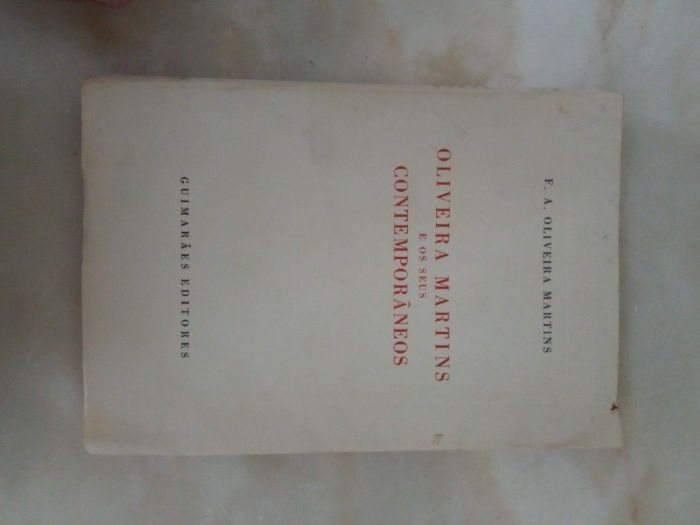 F. A. OLIVEIRA MARTINS
OLIVEIRA MARTINS
E OS SEUS
CONTEMPORÂNEOS
GUIMARÃES EDITORES